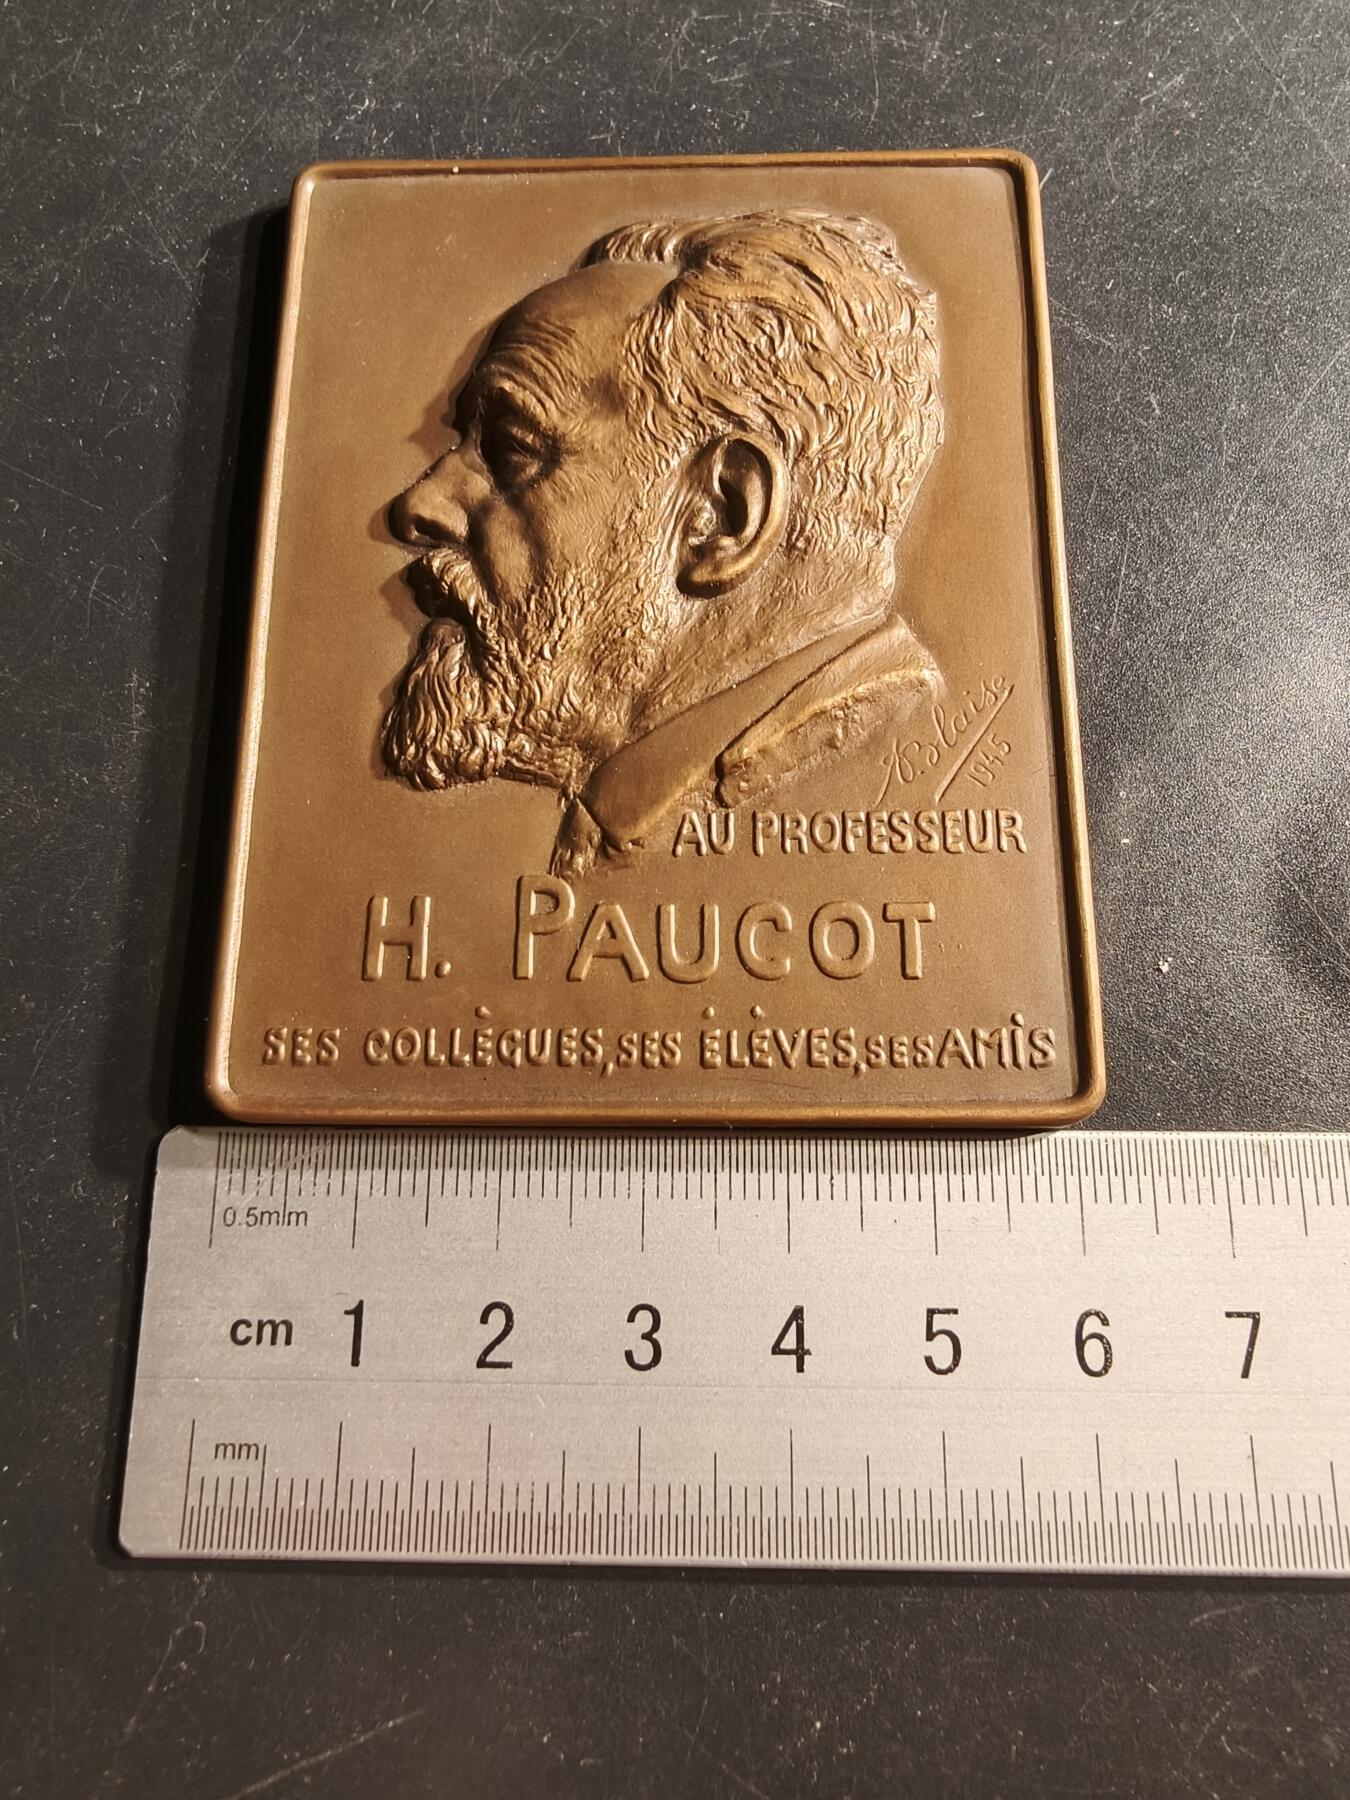 N. Blaise
1945
AU PROFESSEUR
H. PAUCOT
SES COLLÈGUES, SES ÉLÈVES, SES AMIS
0.5mm
cm 1 2 3 4 5 6 7
mm